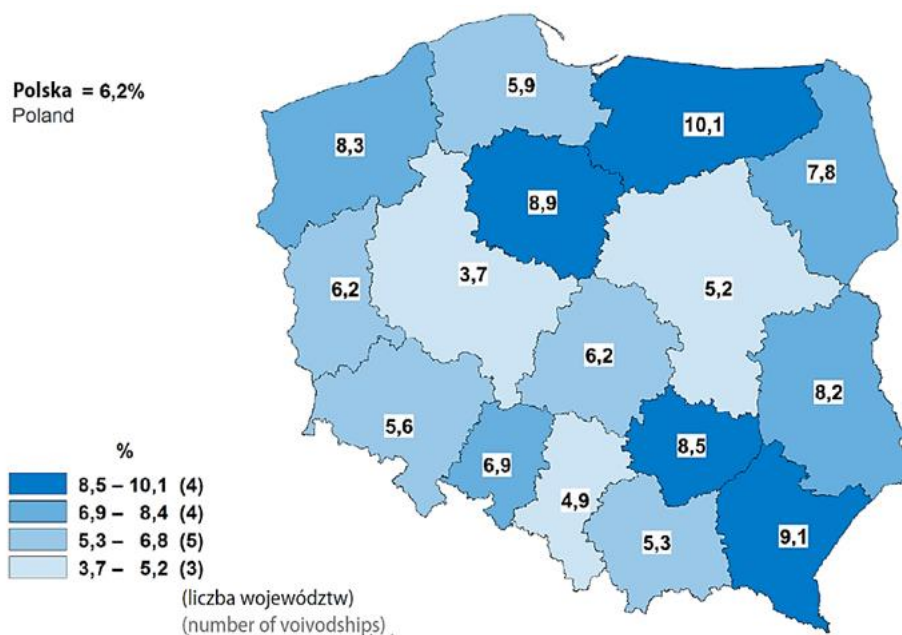 Polska = 6,2%
Poland
5,9
10,1
8,3
7,8
8,9
3,7
5,2
6,2
6,2
8,2
5,6
8,5
6,9
4,9
5,3
9,1
%
8,5 – 10,1 (4)
6,9 – 8,4 (4)
5,3 – 6,8 (5)
3,7 – 5,2 (3)
(liczba województw)
(number of voivodships)